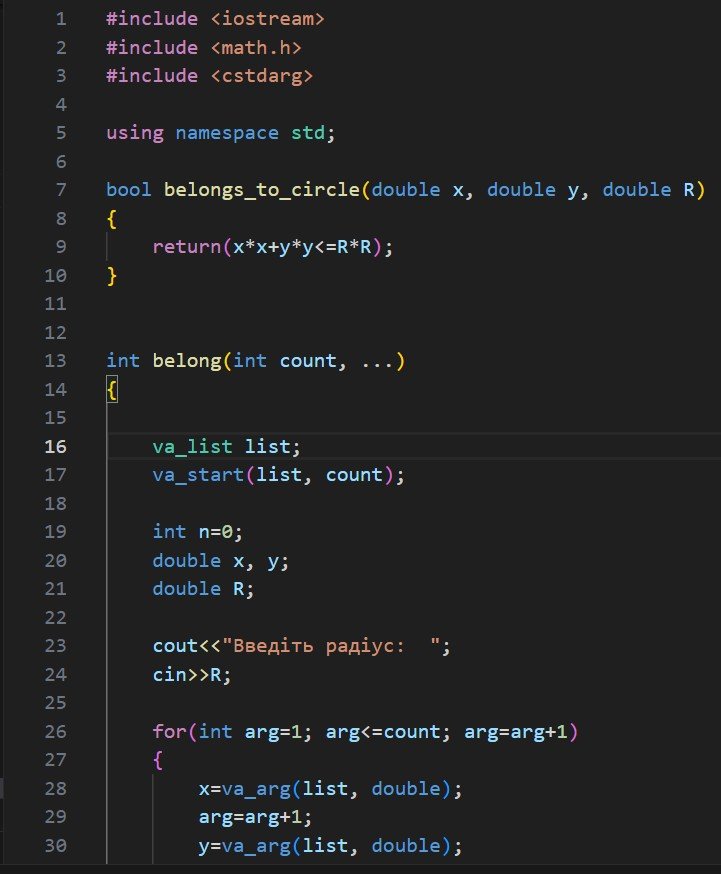 1 #include <iostream>
2 #include <math.h>
3 #include <cstdarg>
4
5 using namespace std;
6
7 bool belongs_to_circle(double x, double y, double R)
8 {
9     return(x*x+y*y<=R*R);
10 }
11
12
13 int belong(int count, ...)
14 {
15
16     va_list list;
17     va_start(list, count);
18
19     int n=0;
20     double x, y;
21     double R;
22
23     cout<<"Введіть радіус:  ";
24     cin>>R;
25
26     for(int arg=1; arg<=count; arg=arg+1)
27     {
28         x=va_arg(list, double);
29         arg=arg+1;
30         y=va_arg(list, double);